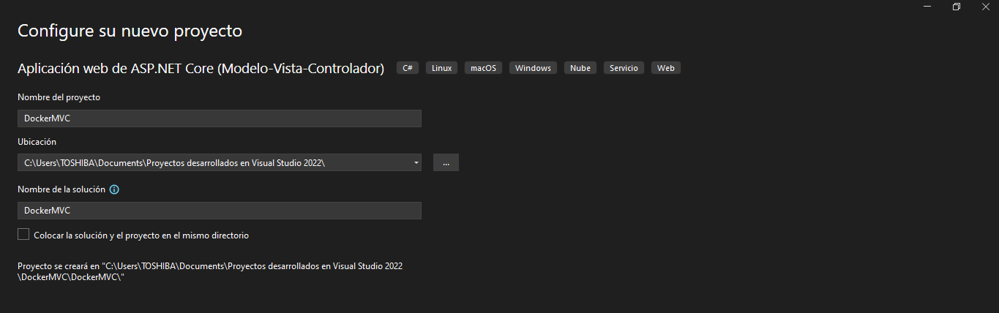 Configure su nuevo proyecto
Aplicación web de ASP.NET Core (Modelo-Vista-Controlador) C# Linux macOS Windows Nube Servicio Web
Nombre del proyecto
DockerMVC
Ubicación
C:\Users\TOSHIBA\Documents\Proyectos desarrollados en Visual Studio 2022\ ...
Nombre de la solución
DockerMVC
Colocar la solución y el proyecto en el mismo directorio
Proyecto se creará en "C:\Users\TOSHIBA\Documents\Proyectos desarrollados en Visual Studio 2022
\DockerMVC\DockerMVC\"